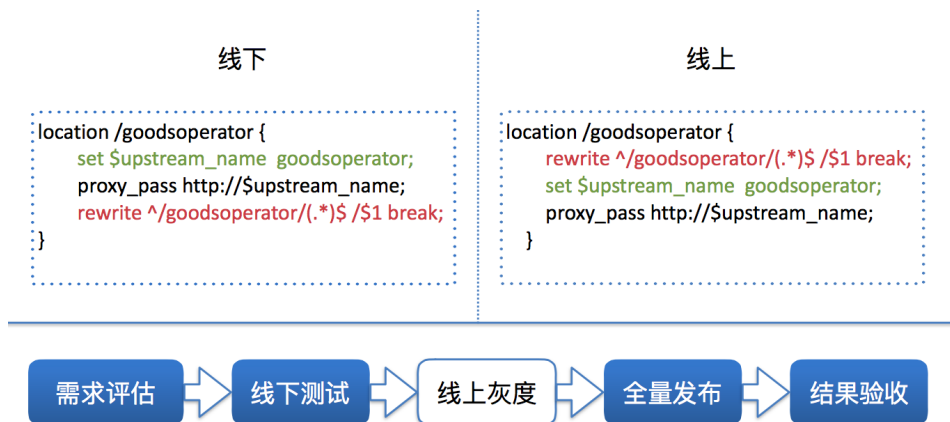 线下
location /goodsoperator {
set $upstream_name goodsoperator;
proxy_pass http://$upstream_name;
rewrite ^/goodsoperator/(.*)$ /$1 break;
}
线上
location /goodsoperator {
rewrite ^/goodsoperator/(.*)$ /$1 break;
set $upstream_name goodsoperator;
proxy_pass http://$upstream_name;
}
需求评估
线下测试
线上灰度
全量发布
结果验收